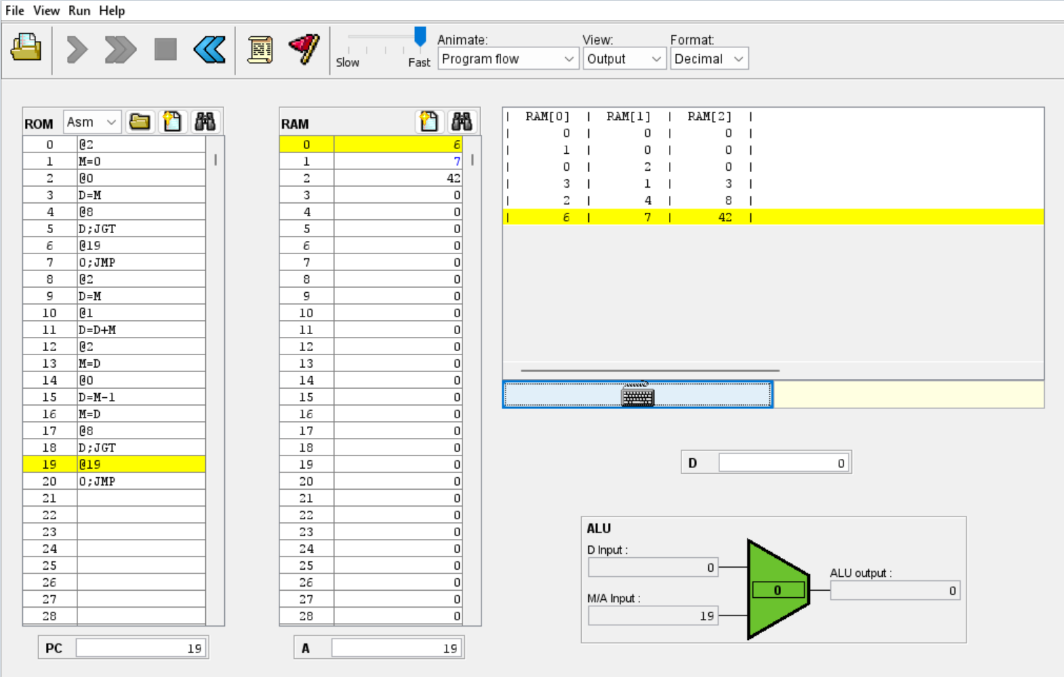 File View Run Help
Animate: View: Format:
Slow Fast Program flow Output Decimal
ROM Asm
0 @2
1 M=0
2 @0
3 D=M
4 @8
5 D;JGT
6 @19
7 0;JMP
8 @2
9 D=M
10 @1
11 D=D+M
12 @2
13 M=D
14 @0
15 D=M-1
16 M=D
17 @8
18 D;JGT
19 @19
20 0;JMP
21
22
23
24
25
26
27
28
PC 19
RAM
0 6
1 7
2 42
3 0
4 0
5 0
6 0
7 0
8 0
9 0
10 0
11 0
12 0
13 0
14 0
15 0
16 0
17 0
18 0
19 0
20 0
21 0
22 0
23 0
24 0
25 0
26 0
27 0
28 0
A 19
| RAM[0] | RAM[1] | RAM[2] |
| 0 | 0 | 0 |
| 1 | 0 | 0 |
| 0 | 2 | 0 |
| 3 | 1 | 3 |
| 2 | 4 | 8 |
| 6 | 7 | 42 |
D 0
ALU
D Input :
0
M/A Input :
19
0
ALU output :
0